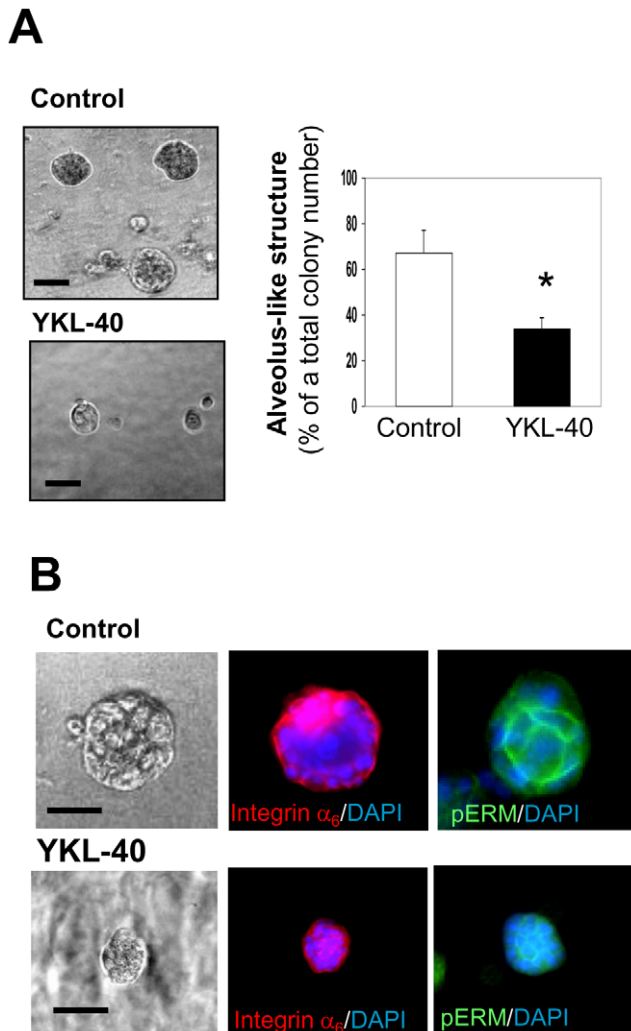 A
Control
YKL-40
Alveolus-like structure
(% of a total colony number)
100
80
60
40
20
0
*
Control YKL-40
B
Control
Integrin α₆/DAPI
pERM/DAPI
YKL-40
Integrin α₆/DAPI
pERM/DAPI